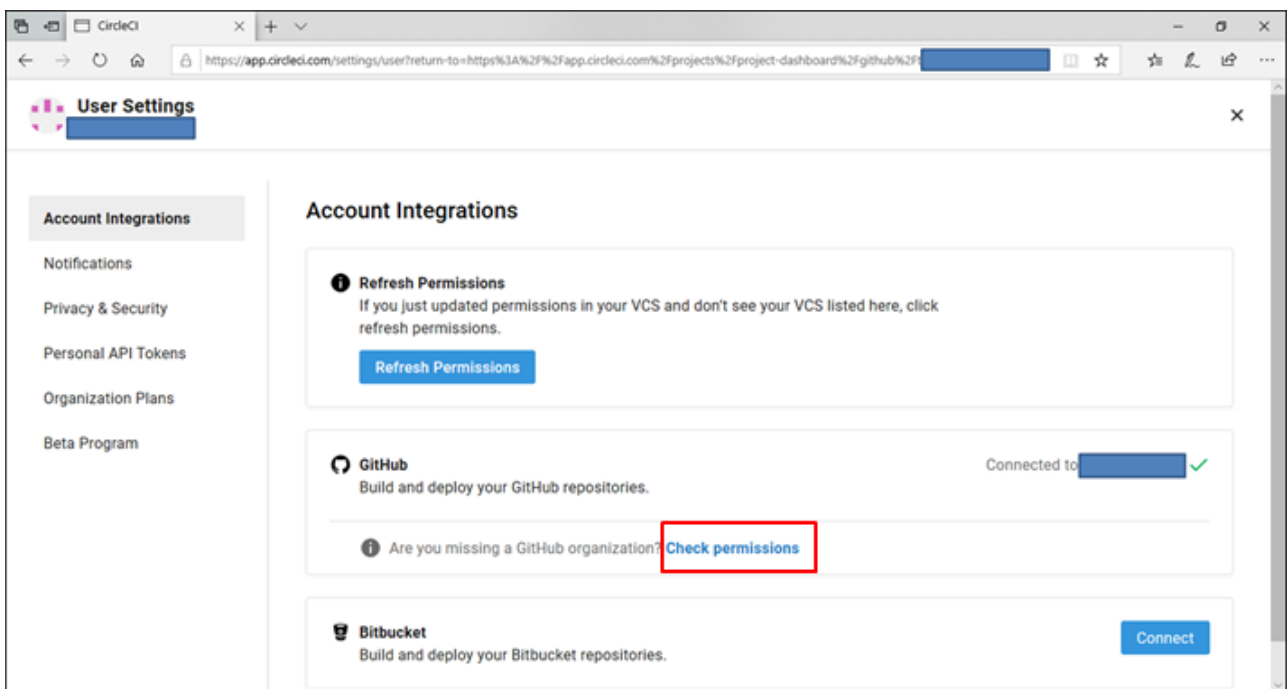 CircleCI
https://app.circleci.com/settings/user?return-to=https%3A%2F%2Fapp.circleci.com%2Fprojects%2Fproject-dashboard%2Fgithub%2Ft
User Settings
Account Integrations
Notifications
Privacy & Security
Personal API Tokens
Organization Plans
Beta Program
Account Integrations
Refresh Permissions
If you just updated permissions in your VCS and don't see your VCS listed here, click
refresh permissions.
Refresh Permissions
GitHub
Connected to
Build and deploy your GitHub repositories.
Are you missing a GitHub organization? Check permissions
Bitbucket
Connect
Build and deploy your Bitbucket repositories.